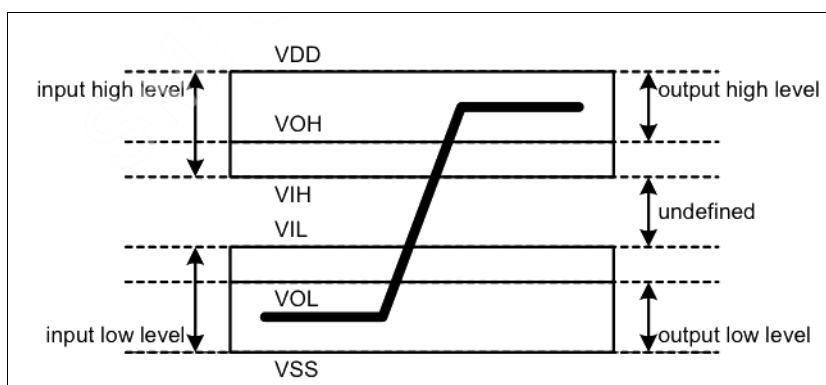 VDD
input high level
output high level
VOH
VIH
undefined
VIL
VOL
input low level
output low level
VSS